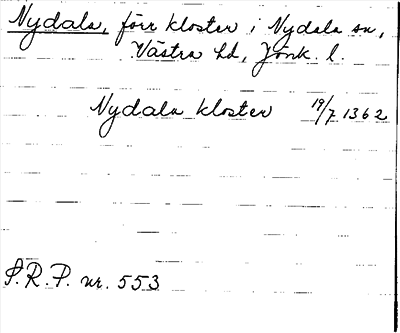 Nydala, förr kloster i Nydala sn,
Västra hd, Jönk. l.
Nydala kloster 19/7 1362
S.R.P. nr. 553